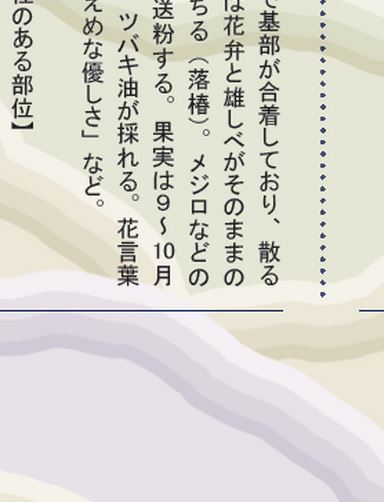 で基部が合着しており、散る
は花弁と雄しべがそのままの
ちる（落椿）。メジロなどの
送粉する。果実は９～10月
ツバキ油が採れる。花言葉
えめな優しさ」など。
のある部位】